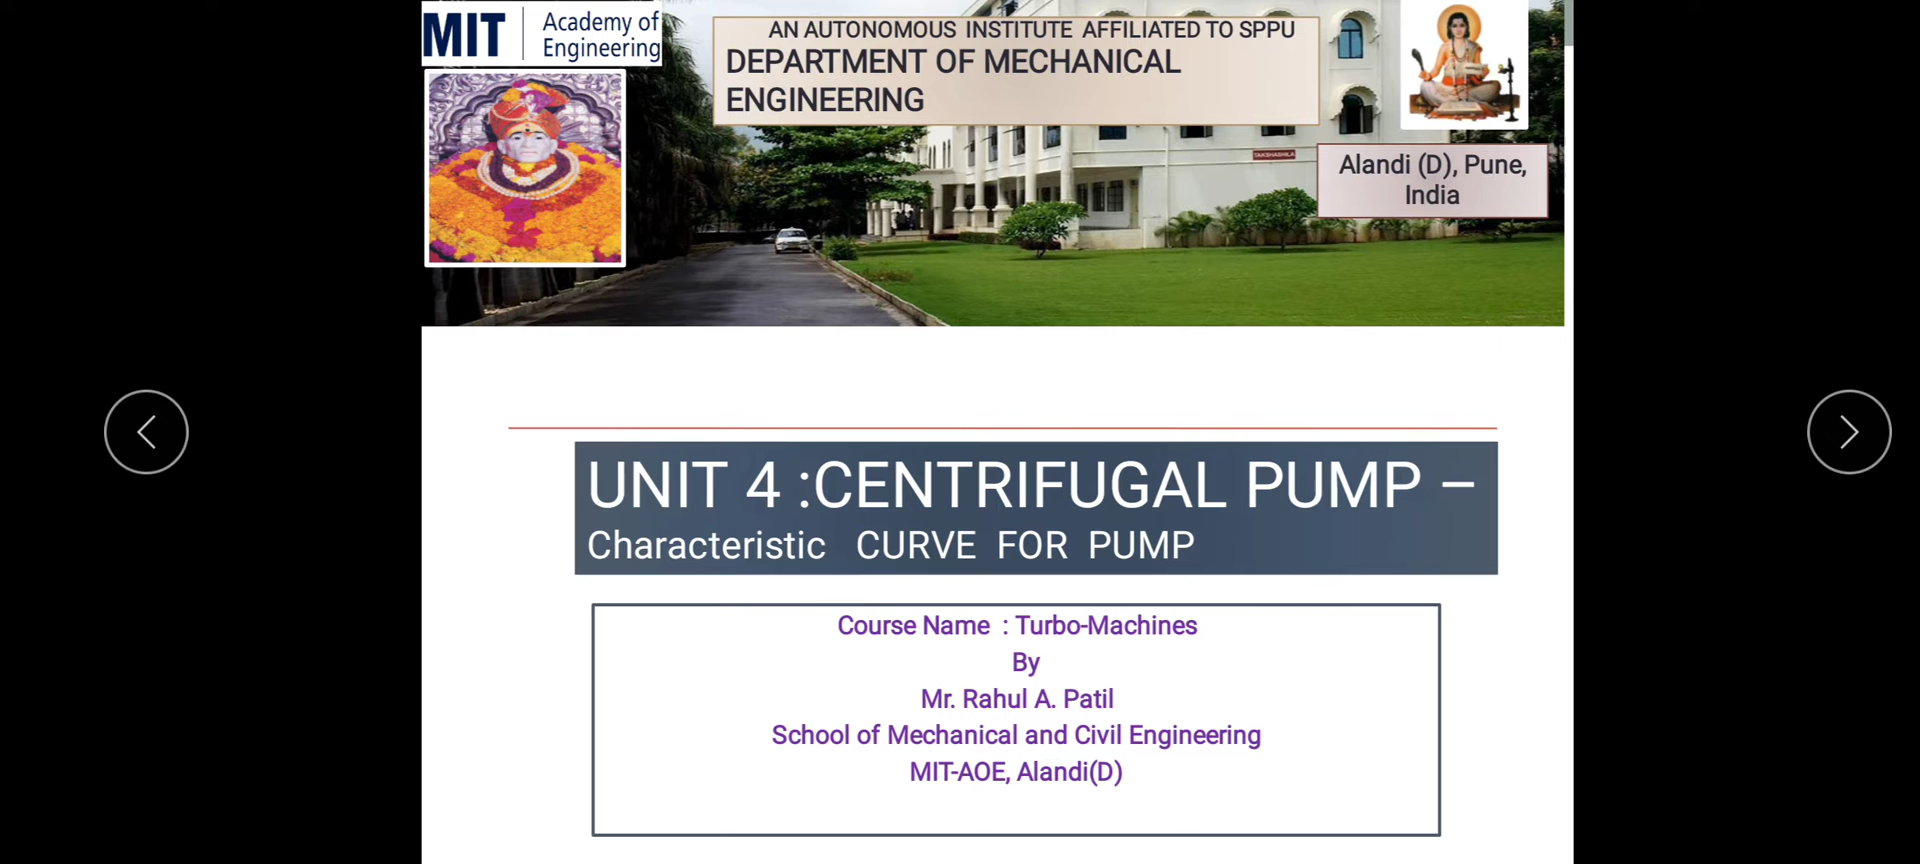 MIT
Academy of
Engineering
AN AUTONOMOUS INSTITUTE AFFILIATED TO SPPU
DEPARTMENT OF MECHANICAL
ENGINEERING
TAKSHASHILA
Alandi (D), Pune,
India
UNIT 4 :CENTRIFUGAL PUMP –
Characteristic CURVE FOR PUMP
Course Name : Turbo-Machines
By
Mr. Rahul A. Patil
School of Mechanical and Civil Engineering
MIT-AOE, Alandi(D)